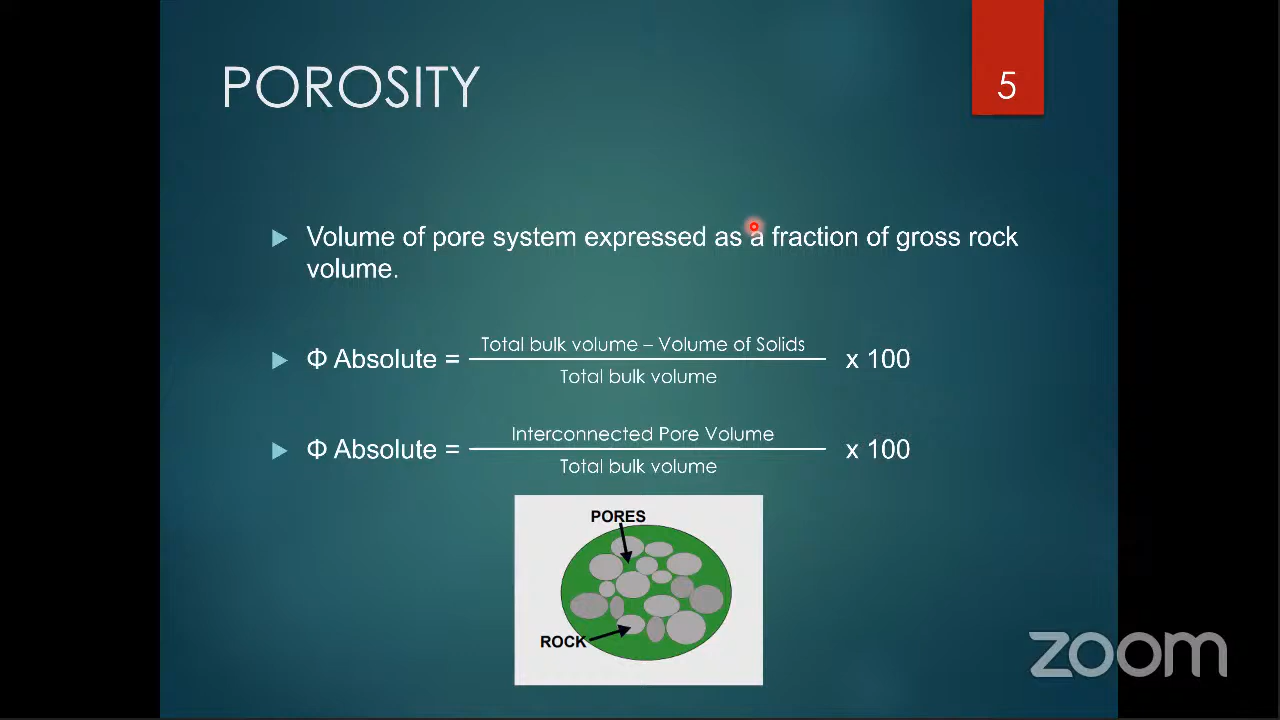 POROSITY
5
Volume of pore system expressed as a fraction of gross rock
volume.
Φ Absolute = Total bulk volume – Volume of Solids x 100
Total bulk volume
Φ Absolute = Interconnected Pore Volume x 100
Total bulk volume
PORES
ROCK
zoom